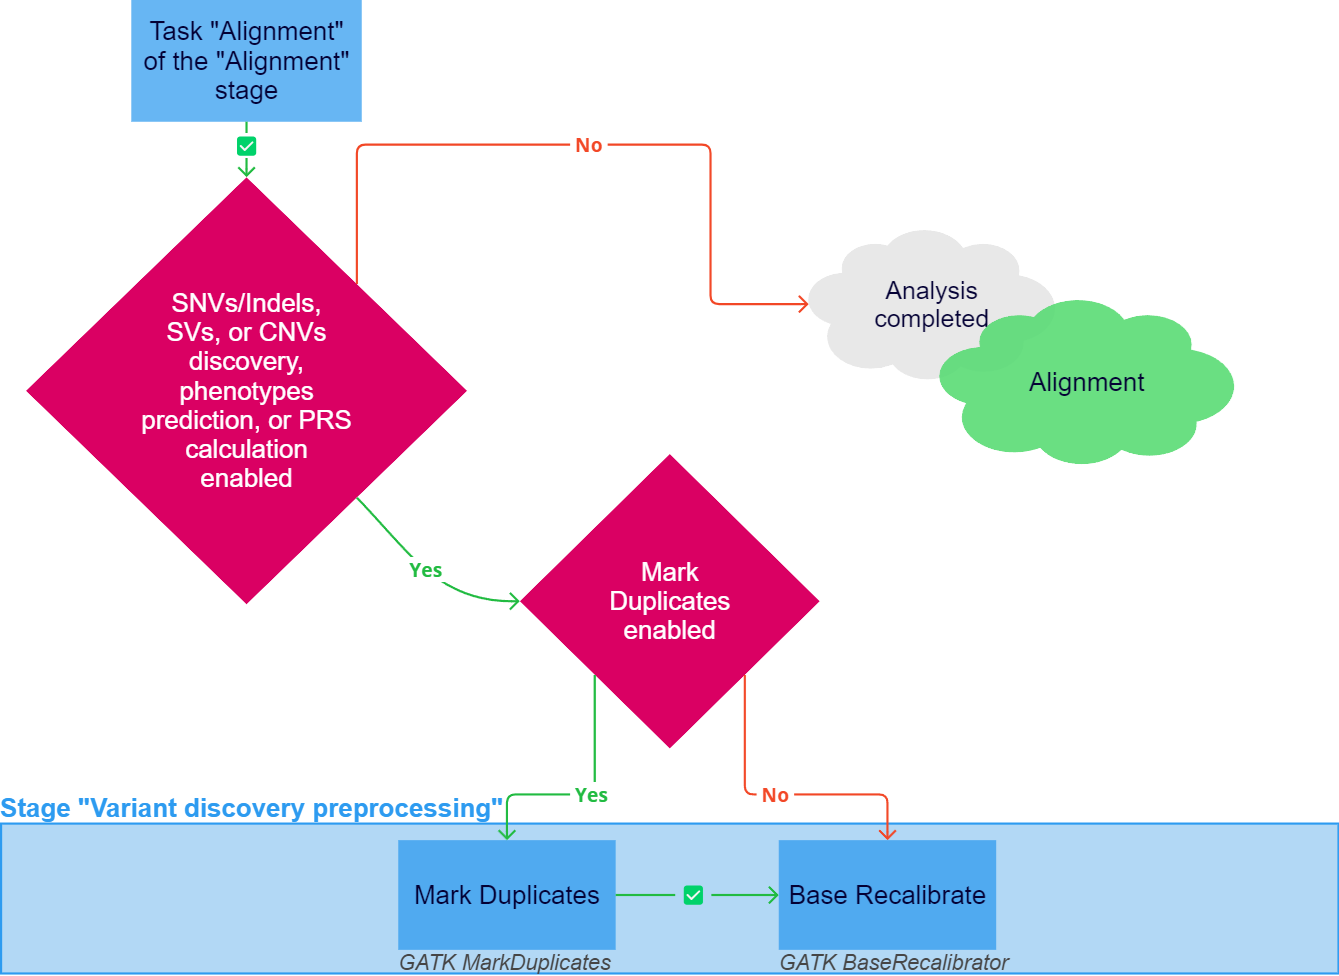 Task "Alignment"
of the "Alignment"
stage
No
SNVs/Indels,
SVs, or CNVs
discovery,
phenotypes
prediction, or PRS
calculation
enabled
Analysis
completed
Alignment
Yes
Mark
Duplicates
enabled
Yes
No
Stage "Variant discovery preprocessing"
Mark Duplicates
Base Recalibrate
GATK MarkDuplicates
GATK BaseRecalibrator